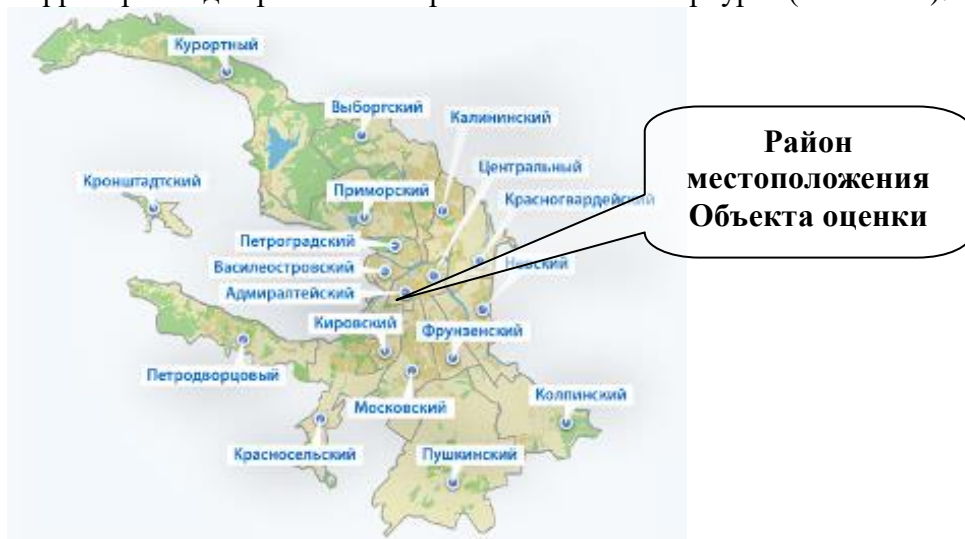 Курортный
Выборгский
Калининский
Центральный
Кронштадтский
Приморский
Красногвардейский
Петроградский
Василеостровский
Невский
Адмиралтейский
Кировский
Фрунзенский
Петродворцовый
Московский
Колпинский
Красносельский
Пушкинский
Район
местоположения
Объекта оценки